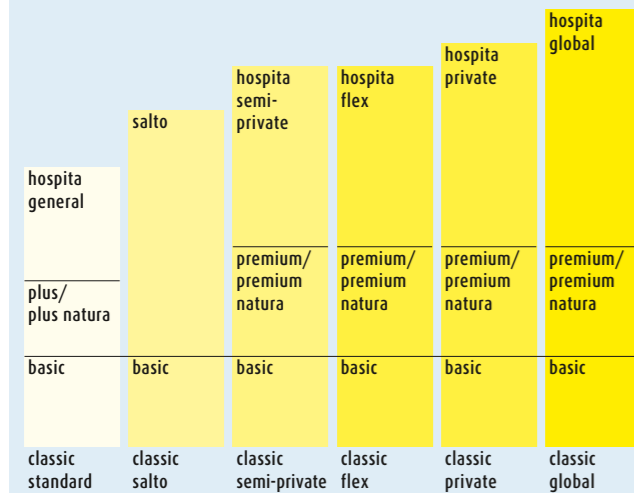 hospita
general
plus/
plus natura
basic
classic
standard
salto
basic
classic
salto
hospita
semi-
private
premium/
premium
natura
basic
classic
semi-private
hospita
flex
premium/
premium
natura
basic
classic
flex
hospita
private
premium/
premium
natura
basic
classic
private
hospita
global
premium/
premium
natura
basic
classic
global